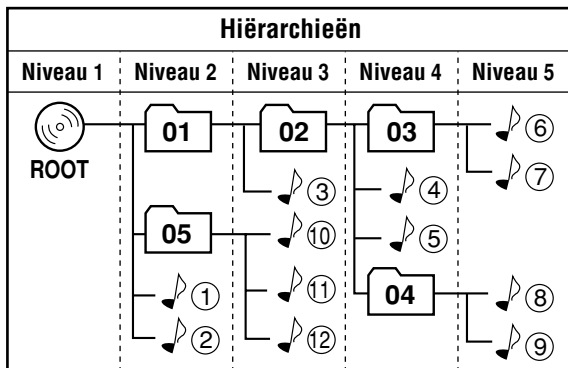 Hiërarchieën
Niveau 1 Niveau 2 Niveau 3 Niveau 4 Niveau 5
01 02 03 ⑥
ROOT ③ ④ ⑦
05 ⑩ ⑤
① ⑪ 04 ⑧
② ⑫ ⑨